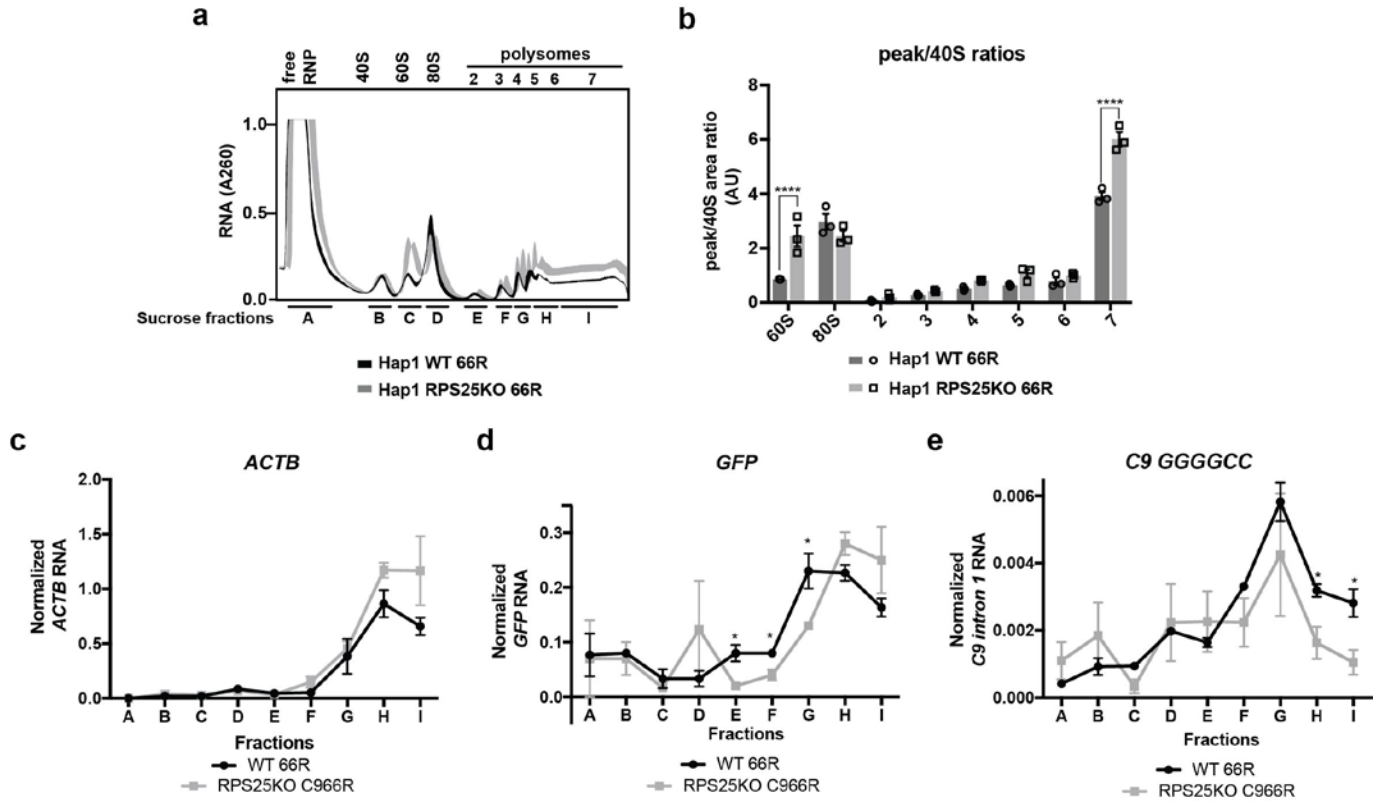 a
free RNP 40S 60S 80S polysomes
2 3 4 5 6 7
RNA (A260)
1.0
0.5
0.0
Sucrose fractions A B C D E F G H I
Hap1 WT 66R
Hap1 RPS25KO 66R
b
peak/40S ratios
peak/40S area ratio
(AU)
8
6
4
2
0
****
****
60S 80S 2 3 4 5 6 7
Hap1 WT 66R
Hap1 RPS25KO 66R
c
ACTB
Normalized
ACTB RNA
2.0
1.5
1.0
0.5
0.0
A B C D E F G H I
Fractions
WT 66R
RPS25KO C966R
d
GFP
Normalized
GFP RNA
0.3
0.2
0.1
0.0
* * *
A B C D E F G H I
Fractions
WT 66R
RPS25KO C966R
e
C9 GGGGCC
Normalized
C9 intron 1 RNA
0.006
0.004
0.002
0.000
* *
A B C D E F G H I
Fractions
WT 66R
RPS25KO C966R